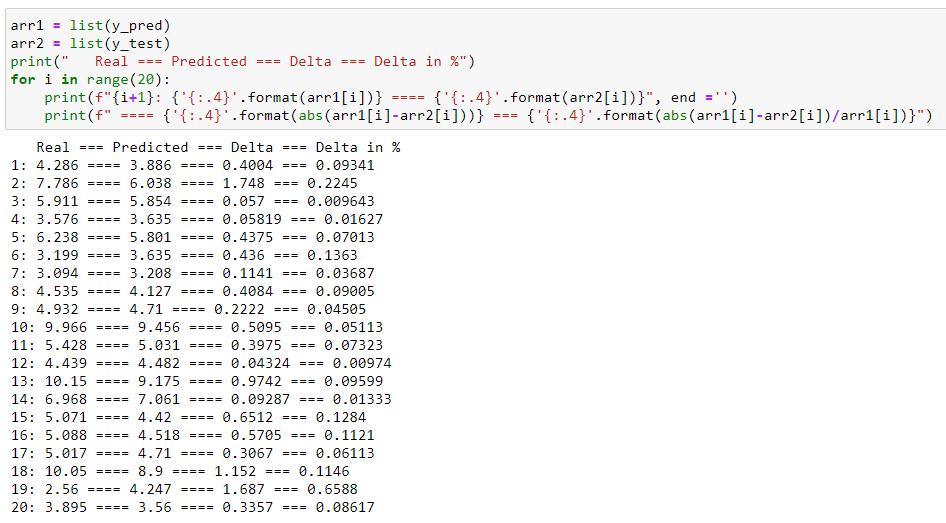 arr1 = list(y_pred)
arr2 = list(y_test)
print("   Real === Predicted === Delta === Delta in %")
for i in range(20):
    print(f"{i+1}: {'{:.4}'.format(arr1[i])} ==== {'{:.4}'.format(arr2[i])}", end ='')
    print(f" ==== {'{:.4}'.format(abs(arr1[i]-arr2[i]))} === {'{:.4}'.format(abs(arr1[i]-arr2[i])/arr1[i])}")
   Real === Predicted === Delta === Delta in %
1: 4.286 ==== 3.886 ==== 0.4004 === 0.09341
2: 7.786 ==== 6.038 ==== 1.748 === 0.2245
3: 5.911 ==== 5.854 ==== 0.057 === 0.009643
4: 3.576 ==== 3.635 ==== 0.05819 === 0.01627
5: 6.238 ==== 5.801 ==== 0.4375 === 0.07013
6: 3.199 ==== 3.635 ==== 0.436 === 0.1363
7: 3.094 ==== 3.208 ==== 0.1141 === 0.03687
8: 4.535 ==== 4.127 ==== 0.4084 === 0.09005
9: 4.932 ==== 4.71 ==== 0.2222 === 0.04505
10: 9.966 ==== 9.456 ==== 0.5095 === 0.05113
11: 5.428 ==== 5.031 ==== 0.3975 === 0.07323
12: 4.439 ==== 4.482 ==== 0.04324 === 0.00974
13: 10.15 ==== 9.175 ==== 0.9742 === 0.09599
14: 6.968 ==== 7.061 ==== 0.09287 === 0.01333
15: 5.071 ==== 4.42 ==== 0.6512 === 0.1284
16: 5.088 ==== 4.518 ==== 0.5705 === 0.1121
17: 5.017 ==== 4.71 ==== 0.3067 === 0.06113
18: 10.05 ==== 8.9 ==== 1.152 === 0.1146
19: 2.56 ==== 4.247 ==== 1.687 === 0.6588
20: 3.895 ==== 3.56 ==== 0.3357 === 0.08617